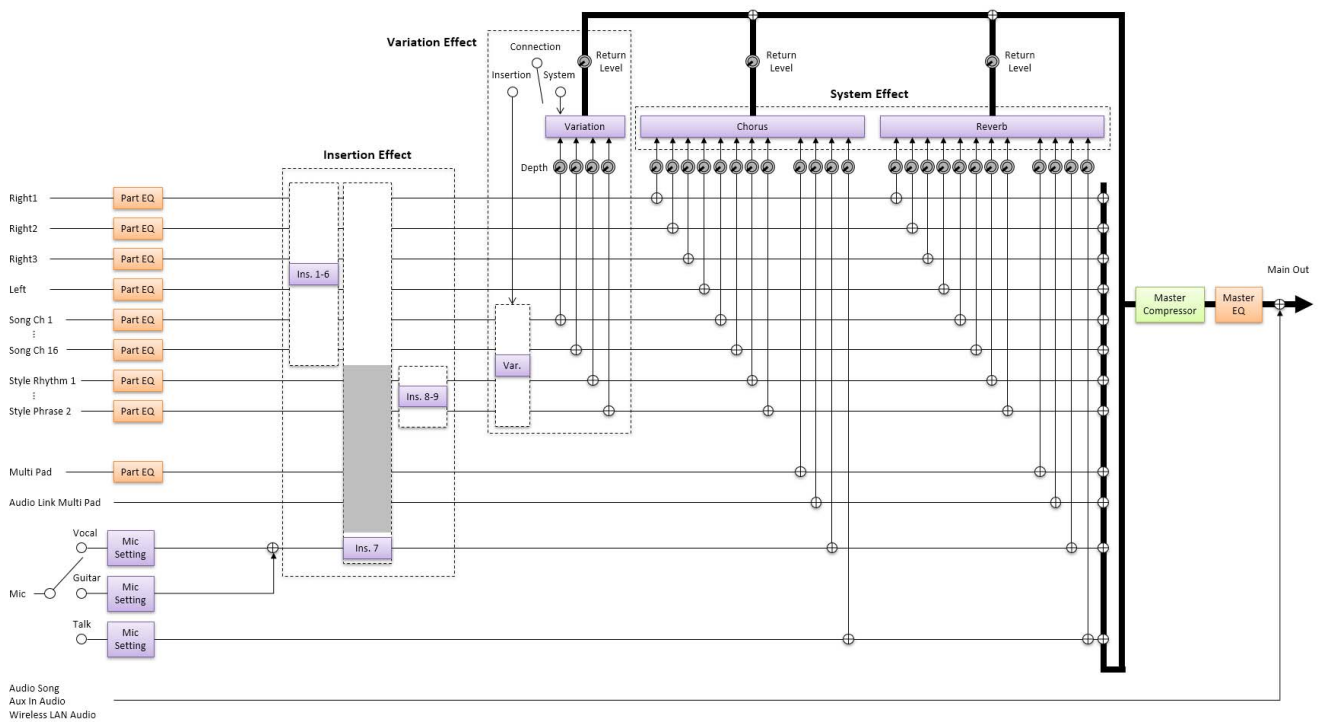 Variation Effect
Connection
Insertion
System
Return
Level
Return
Level
Return
Level
System Effect
Variation
Chorus
Reverb
Insertion Effect
Depth
Right1
Part EQ
Right2
Part EQ
Right3
Part EQ
Ins. 1-6
Left
Part EQ
Main Out
Master
Compressor
Master
EQ
Song Ch 1
Part EQ
Song Ch 16
Part EQ
Var.
Style Rhythm 1
Part EQ
Ins. 8-9
Style Phrase 2
Part EQ
Multi Pad
Part EQ
Audio Link Multi Pad
Vocal
Mic
Setting
Ins. 7
Mic
Guitar
Mic
Setting
Talk
Mic
Setting
Audio Song
Aux In Audio
Wireless LAN Audio